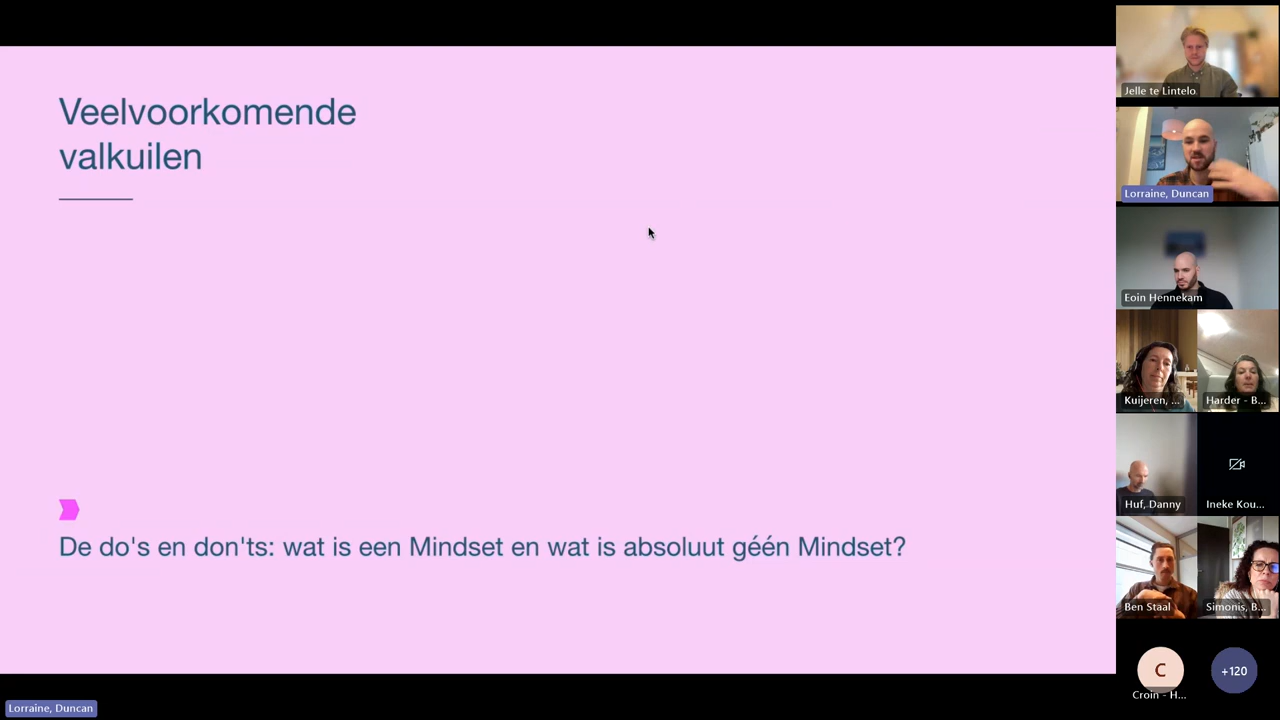 Veelvoorkomende
valkuilen
De do's en don'ts: wat is een Mindset en wat is absoluut géén Mindset?
Jelle te Lintelo
Lorraine, Duncan
Eoin Hennekam
Kuijeren, ...
Harder - B...
Huf, Danny
Ineke Kou...
Ben Staal
Simonis, B...
C
Croin - H...
+120
Lorraine, Duncan